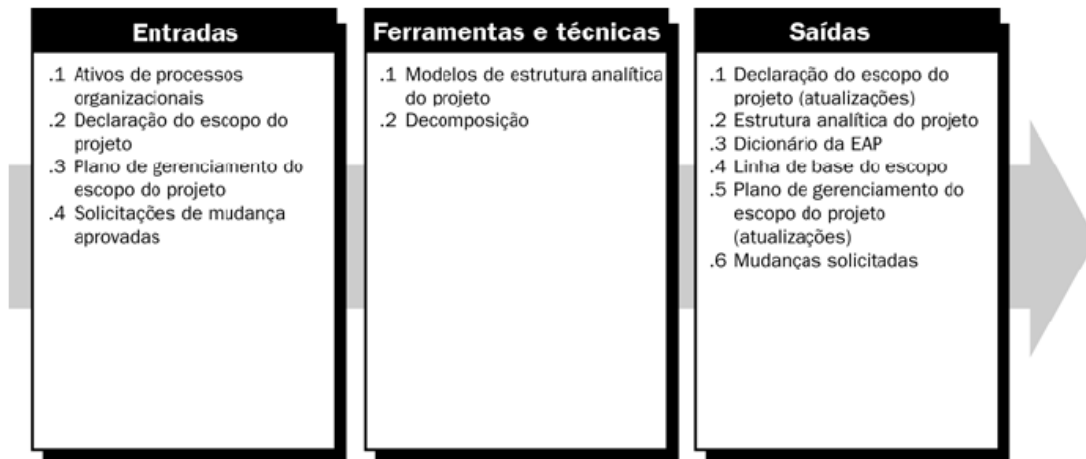 Entradas
.1 Ativos de processos
organizacionais
.2 Declaração do escopo do
projeto
.3 Plano de gerenciamento do
escopo do projeto
.4 Solicitações de mudança
aprovadas
Ferramentas e técnicas
.1 Modelos de estrutura analítica
do projeto
.2 Decomposição
Saídas
.1 Declaração do escopo do
projeto (atualizações)
.2 Estrutura analítica do projeto
.3 Dicionário da EAP
.4 Linha de base do escopo
.5 Plano de gerenciamento do
escopo do projeto
(atualizações)
.6 Mudanças solicitadas